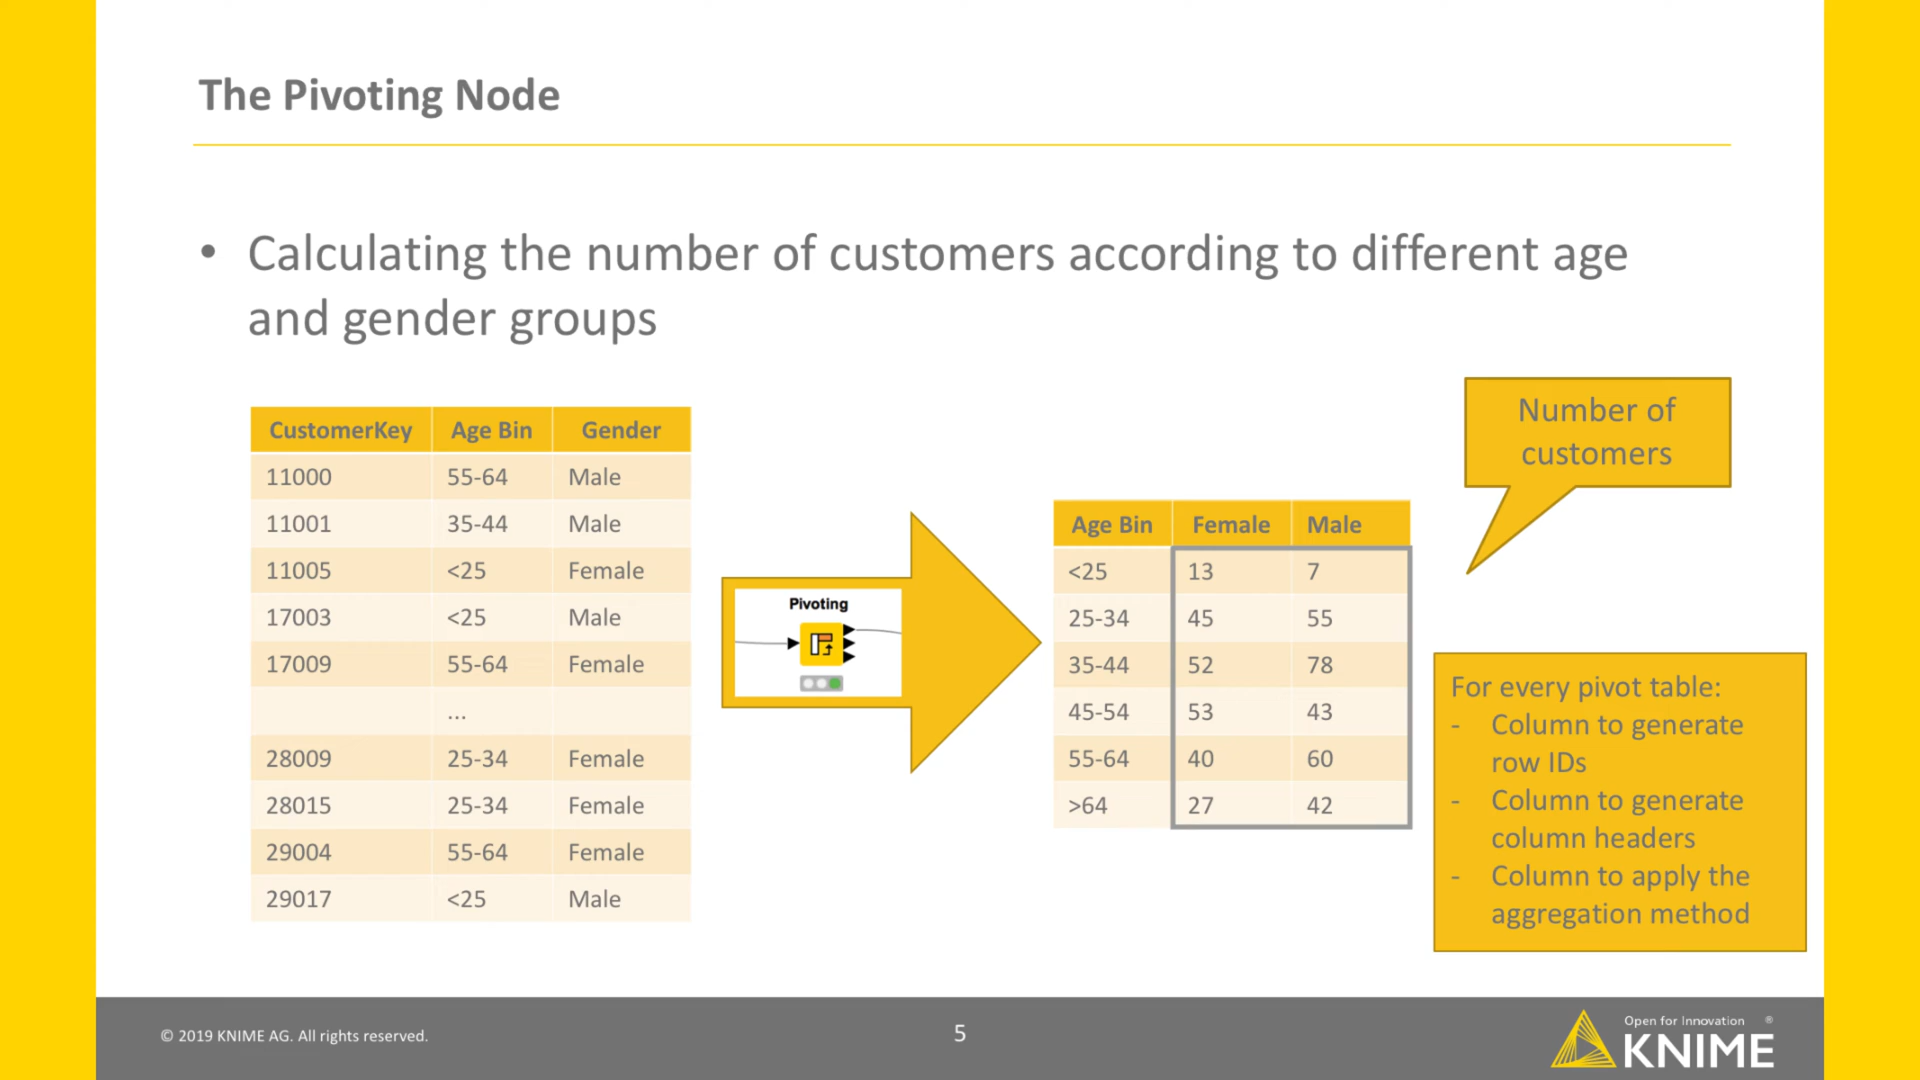 The Pivoting Node
• Calculating the number of customers according to different age
and gender groups
CustomerKey Age Bin Gender
11000 55-64 Male
11001 35-44 Male
11005 <25 Female
17003 <25 Male
17009 55-64 Female
...
28009 25-34 Female
28015 25-34 Female
29004 55-64 Female
29017 <25 Male
Pivoting
Age Bin Female Male
<25 13 7
25-34 45 55
35-44 52 78
45-54 53 43
55-64 40 60
>64 27 42
Number of
customers
For every pivot table:
- Column to generate
row IDs
- Column to generate
column headers
- Column to apply the
aggregation method
© 2019 KNIME AG. All rights reserved.
5
Open for Innovation ®
KNIME